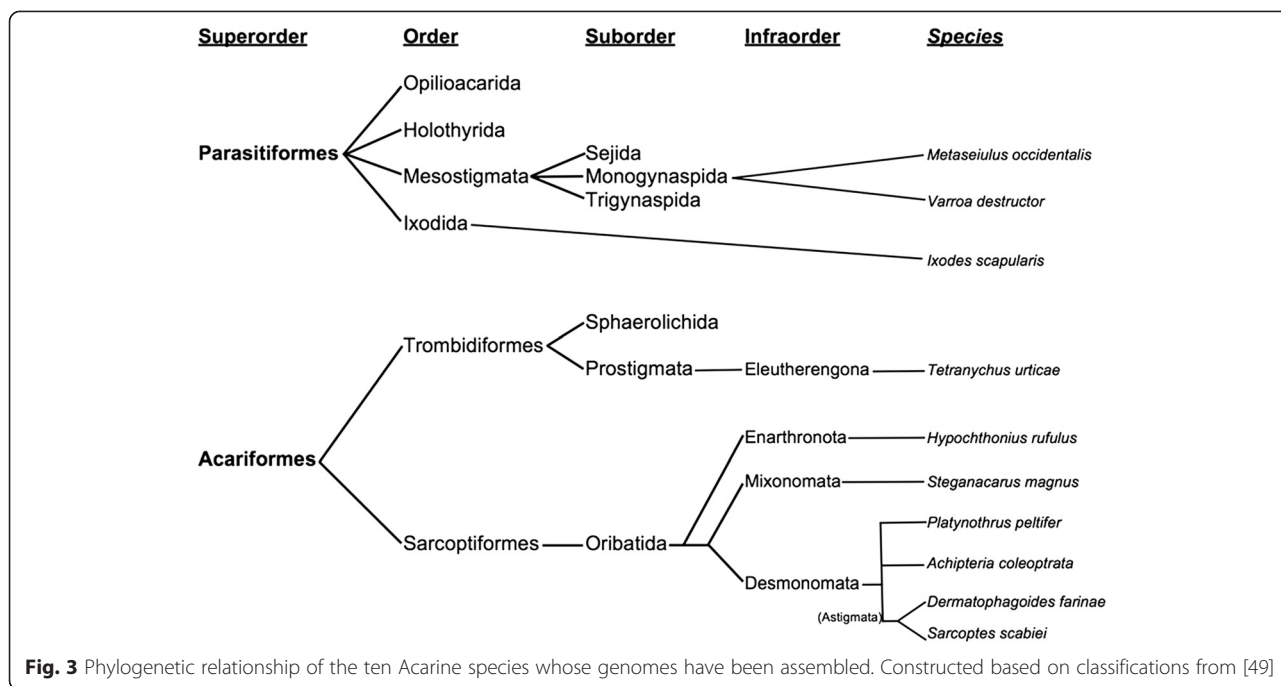 Superorder Order Suborder Infraorder Species
Opilioacarida
Holothyrida
Parasitiformes Sejida Metaseiulus occidentalis
Mesostigmata Monogynaspida
Trigynaspida Varroa destructor
Ixodida
Ixodes scapularis
Sphaerolichida
Trombidiformes
Prostigmata Eleutherengona Tetranychus urticae
Enarthronota Hypochthonius rufulus
Acariformes
Mixonomata Steganacarus magnus
Platynothrus peltifer
Sarcoptiformes Oribatida
Achipteria coleoptrata
Desmonomata
Dermatophagoides farinae
(Astigmata)
Sarcoptes scabiei
Fig. 3 Phylogenetic relationship of the ten Acarine species whose genomes have been assembled. Constructed based on classifications from [49]